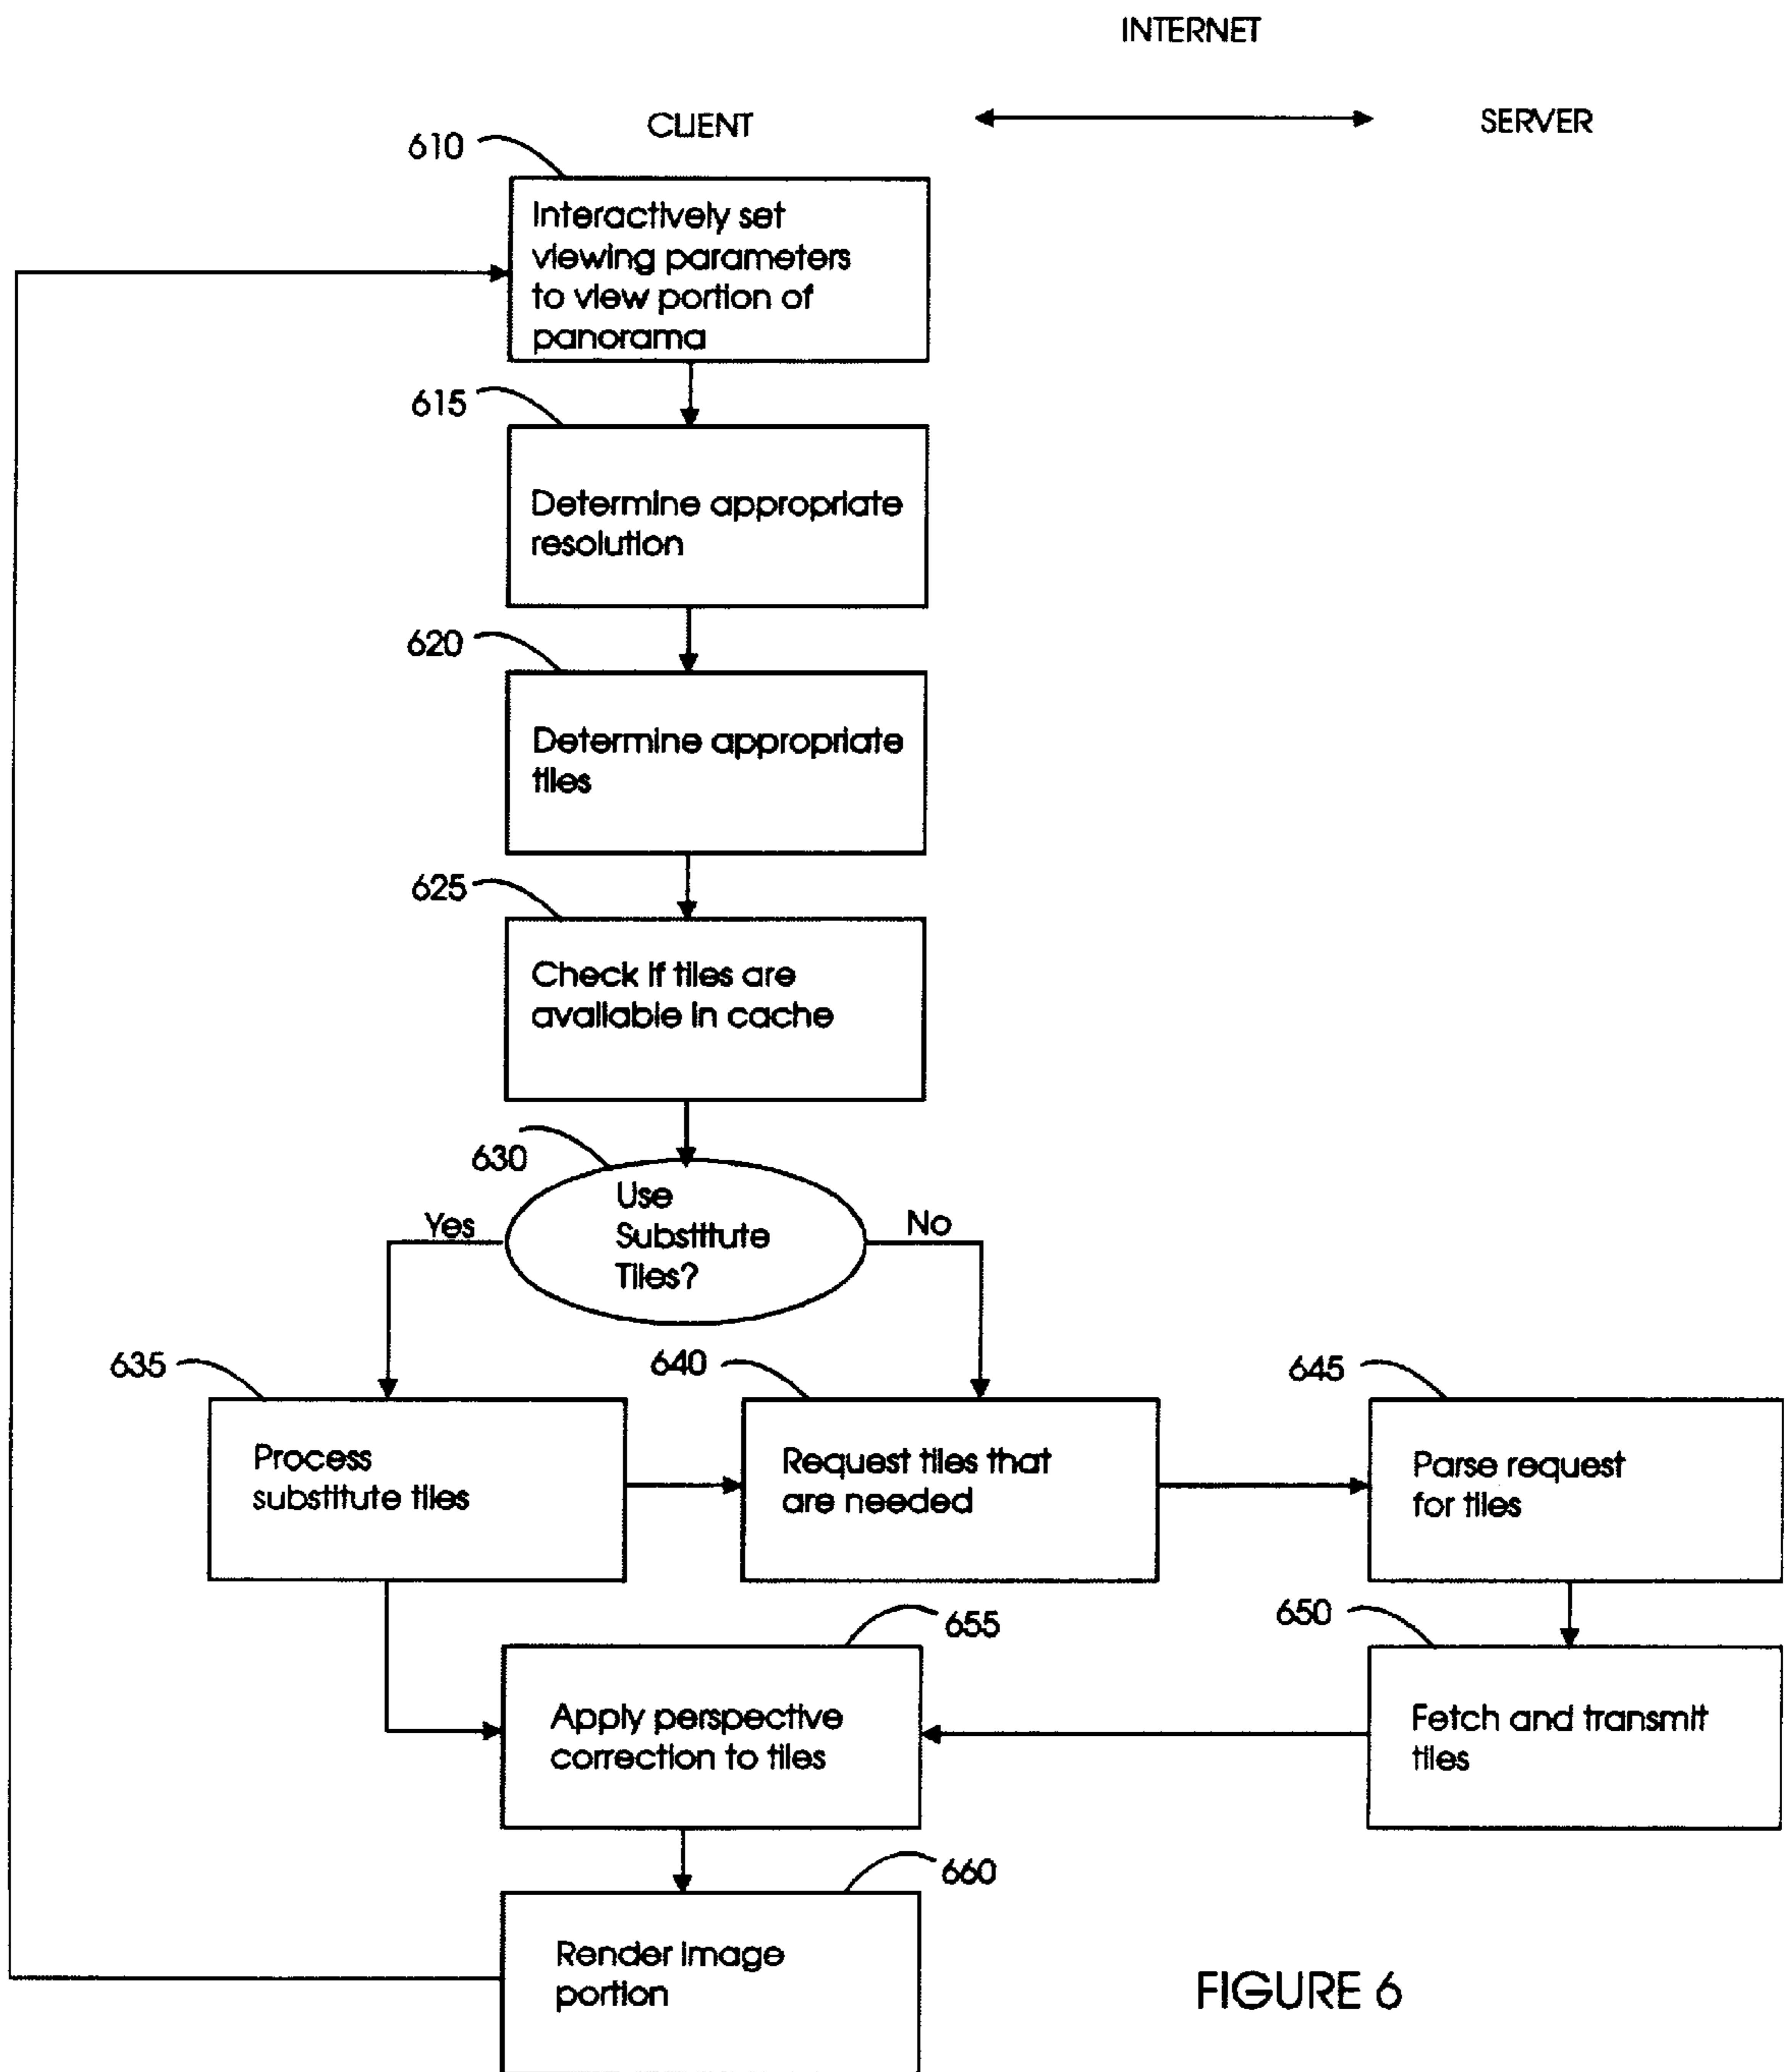 INTERNET
CLIENT
SERVER
610
Interactively set
viewing parameters
to view portion of
panorama
615
Determine appropriate
resolution
620
Determine appropriate
tiles
625
Check if tiles are
available in cache
630
Use
Substitute
Tiles?
Yes
No
635
Process
substitute tiles
640
Request tiles that
are needed
645
Parse request
for tiles
655
Apply perspective
correction to tiles
650
Fetch and transmit
tiles
660
Render image
portion
FIGURE 6